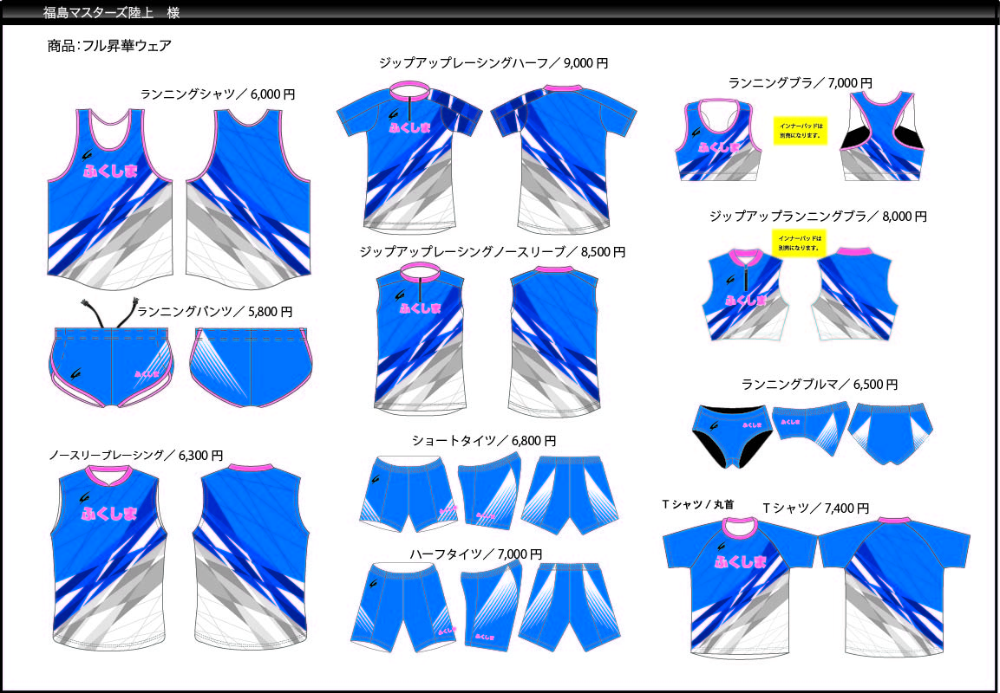 福島マスターズ陸上　様
商品：フル昇華ウェア
ランニングシャツ／6,000 円
ふくしま
ランニングパンツ／5,800 円
ふくしま
ノースリーブレーシング／6,300 円
ふくしま
ジップアップレーシングハーフ／9,000 円
ふくしま
ジップアップレーシングノースリーブ／8,500 円
ふくしま
ショートタイツ／6,800 円
ふくしま
ふくしま
ハーフタイツ／7,000 円
ふくしま
ふくしま
ランニングブラ／7,000 円
インナーパッドは
別売になります。
ふくしま
ジップアップランニングブラ／8,000 円
インナーパッドは
別売になります。
ふくしま
ランニングブルマ／6,500 円
ふくしま
ふくしま
Tシャツ / 丸首
Tシャツ／7,400 円
ふくしま